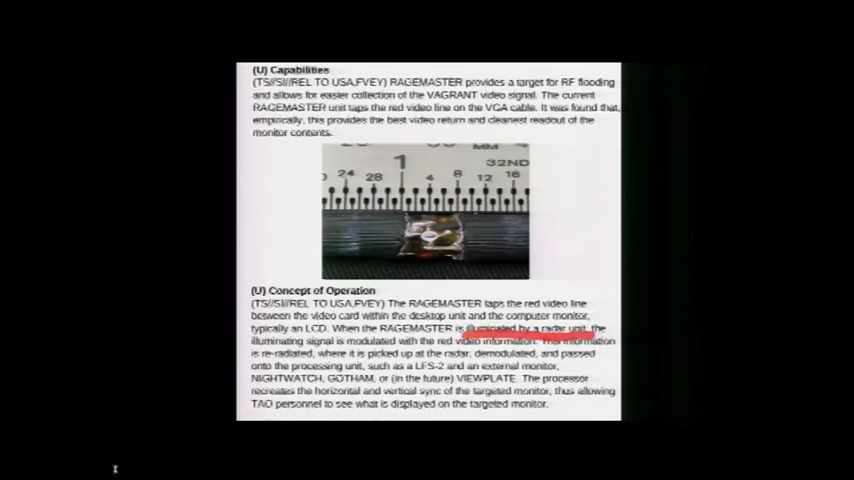 (U) Capabilities
(TS//SI//REL TO USA,FVEY) RAGEMASTER provides a target for RF flooding
and allows for easier collection of the VAGRANT video signal. The current
RAGEMASTER unit taps the red video line on the VGA cable. It was found that,
empirically, this provides the best video return and cleanest readout of the
monitor contents.
MM
1 32ND
24 28 4 8 12 16
(U) Concept of Operation
(TS//SI//REL TO USA,FVEY) The RAGEMASTER taps the red video line
between the video card within the desktop unit and the computer monitor,
typically an LCD. When the RAGEMASTER is illuminated by a radar unit, the
illuminating signal is modulated with the red video information. This information
is re-radiated, where it is picked up at the radar, demodulated, and passed
onto the processing unit, such as a LFS-2 and an external monitor,
NIGHTWATCH, GOTHAM, or (in the future) VIEWPLATE. The processor
recreates the horizontal and vertical sync of the targeted monitor, thus allowing
TAO personnel to see what is displayed on the targeted monitor.